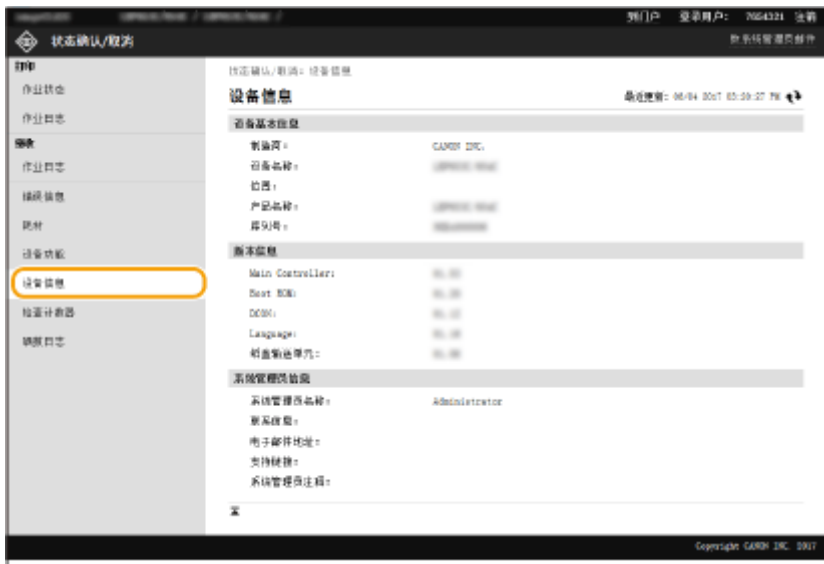 到门户 登录用户: 7654321 注销
状态确认/取消
致系统管理员邮件
打印
作业状态
作业日志
接收
作业日志
错误信息
耗材
设备功能
设备信息
检查计数器
状态确认/取消: 设备信息
设备信息
最近更新:
设备基本信息
制造商: CANON INC.
设备名称:
位置:
产品名称:
序列号:
版本信息
Main Controller:
Boot ROM:
DCON:
Language:
纸盒输送单元:
系统管理员信息
系统管理员名称: Administrator
联系信息:
电子邮件地址:
支持链接:
系统管理员注释:
Copyright CANON INC. 2017